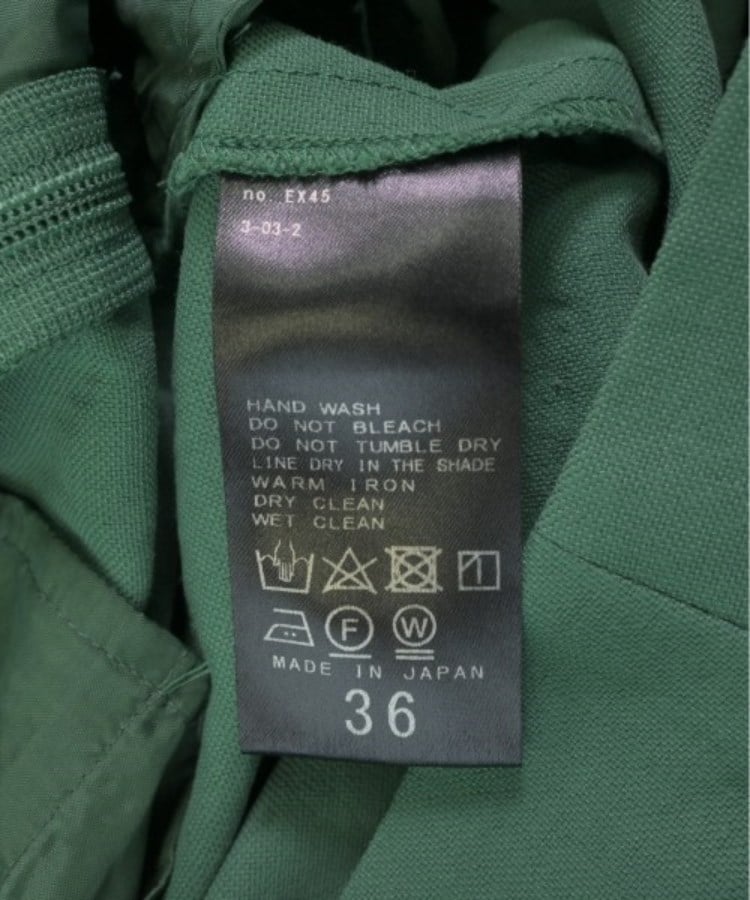 no. EX45
3-03-2
HAND WASH
DO NOT BLEACH
DO NOT TUMBLE DRY
LINE DRY IN THE SHADE
WARM IRON
DRY CLEAN
WET CLEAN
F W
MADE IN JAPAN
36